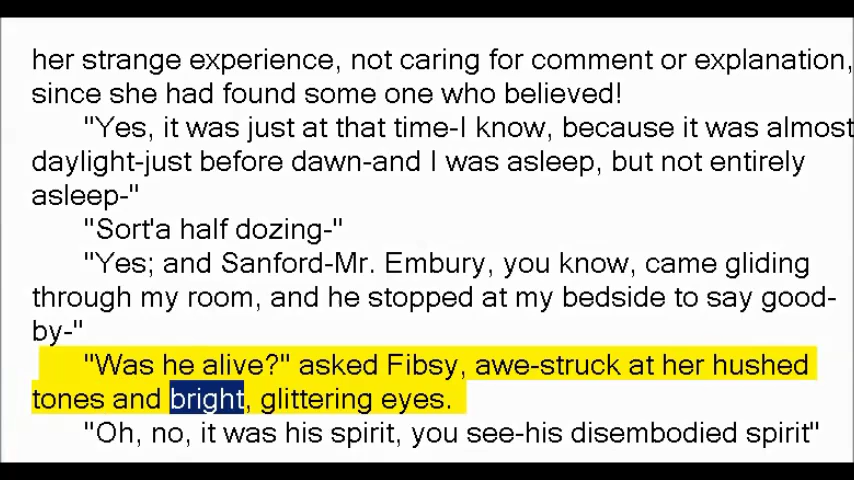 her strange experience, not caring for comment or explanation,
since she had found some one who believed!
"Yes, it was just at that time-I know, because it was almost
daylight-just before dawn-and I was asleep, but not entirely
asleep-"
"Sort'a half dozing-"
"Yes; and Sanford-Mr. Embury, you know, came gliding
through my room, and he stopped at my bedside to say good-
by-"
"Was he alive?" asked Fibsy, awe-struck at her hushed
tones and bright, glittering eyes.
"Oh, no, it was his spirit, you see-his disembodied spirit"